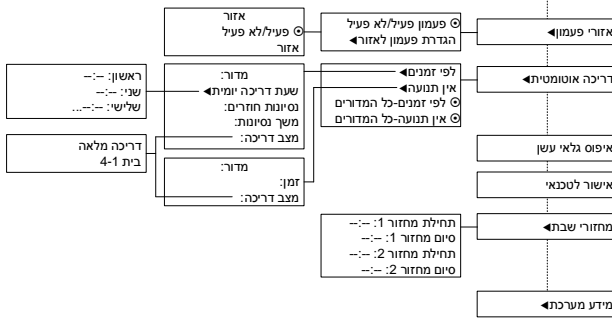 אזורי פעמון◄
◉ פעמון פעיל/לא פעיל
הגדרת פעמון לאזור◄
אזור
◉ פעיל/לא פעיל
אזור
דריכה אוטומטית◄
לפי זמנים◄
אין תנועה◄
◉ לפי זמנים-כל המדורים
◉ אין תנועה-כל המדורים
מדור:
שעת דריכה יומית◄
נסיונות חוזרים:
משך נסיונות:
מצב דריכה:
ראשון: --:--
שני: --:--
שלישי: --:--...
דריכה מלאה
בית 4-1
מדור:
זמן:
מצב דריכה:
איפוס גלאי עשן
אישור לטכנאי
מחזורי שבת◄
תחילת מחזור 1: --:--
סיום מחזור 1: --:--
תחילת מחזור 2: --:--
סיום מחזור 2: --:--
מידע מערכת◄